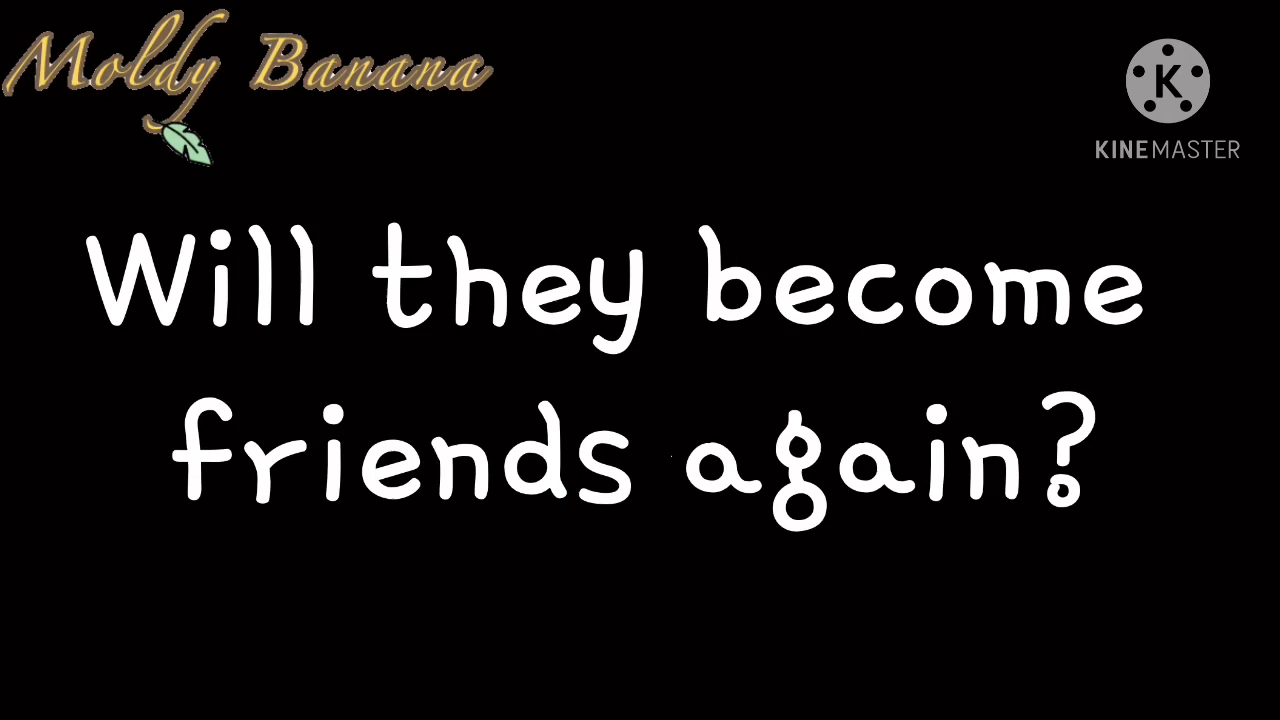 Moldy Banana
K
KINEMASTER
Will they become
friends again?